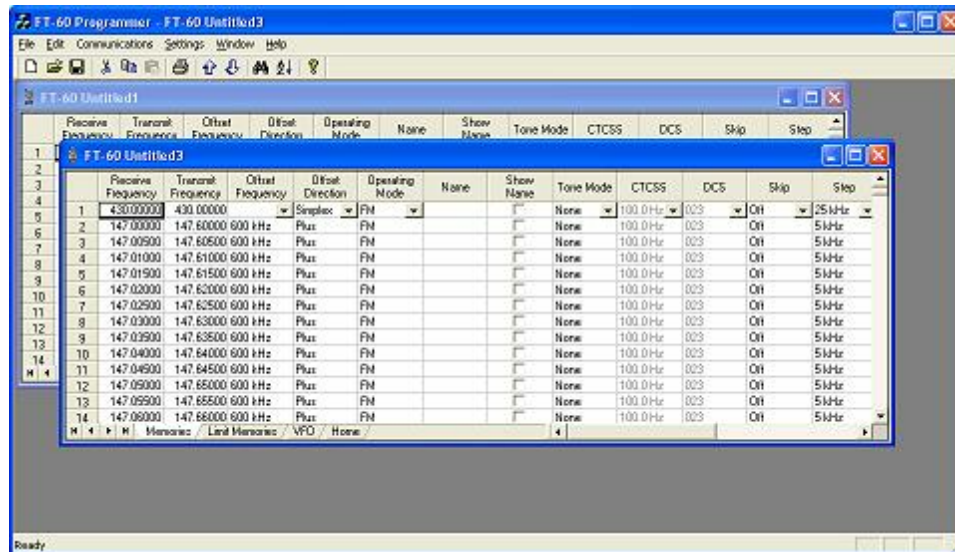 FT-60 Programmer - FT-60 Untitled3
File Edit Communications Settings Window Help
FT-60 Untitled1
Receive Frequency Transmit Frequency Offset Frequency Offset Direction Operating Mode Name Show Name Tone Mode CTCSS DCS Skip Step
1
2
3
4
5
6
7
8
9
10
11
12
13
14
FT-60 Untitled3
Receive Frequency Transmit Frequency Offset Frequency Offset Direction Operating Mode Name Show Name Tone Mode CTCSS DCS Skip Step
1 430.00000 430.00000 Simplex FM None 100.0 Hz 023 Off 25 kHz
2 147.00000 147.60000 600 kHz Plus FM None 100.0 Hz 023 Off 5 kHz
3 147.00500 147.60500 600 kHz Plus FM None 100.0 Hz 023 Off 5 kHz
4 147.01000 147.61000 600 kHz Plus FM None 100.0 Hz 023 Off 5 kHz
5 147.01500 147.61500 600 kHz Plus FM None 100.0 Hz 023 Off 5 kHz
6 147.02000 147.62000 600 kHz Plus FM None 100.0 Hz 023 Off 5 kHz
7 147.02500 147.62500 600 kHz Plus FM None 100.0 Hz 023 Off 5 kHz
8 147.03000 147.63000 600 kHz Plus FM None 100.0 Hz 023 Off 5 kHz
9 147.03500 147.63500 600 kHz Plus FM None 100.0 Hz 023 Off 5 kHz
10 147.04000 147.64000 600 kHz Plus FM None 100.0 Hz 023 Off 5 kHz
11 147.04500 147.64500 600 kHz Plus FM None 100.0 Hz 023 Off 5 kHz
12 147.05000 147.65000 600 kHz Plus FM None 100.0 Hz 023 Off 5 kHz
13 147.05500 147.65500 600 kHz Plus FM None 100.0 Hz 023 Off 5 kHz
14 147.06000 147.66000 600 kHz Plus FM None 100.0 Hz 023 Off 5 kHz
Memories Limit Memories VFO Home
Ready